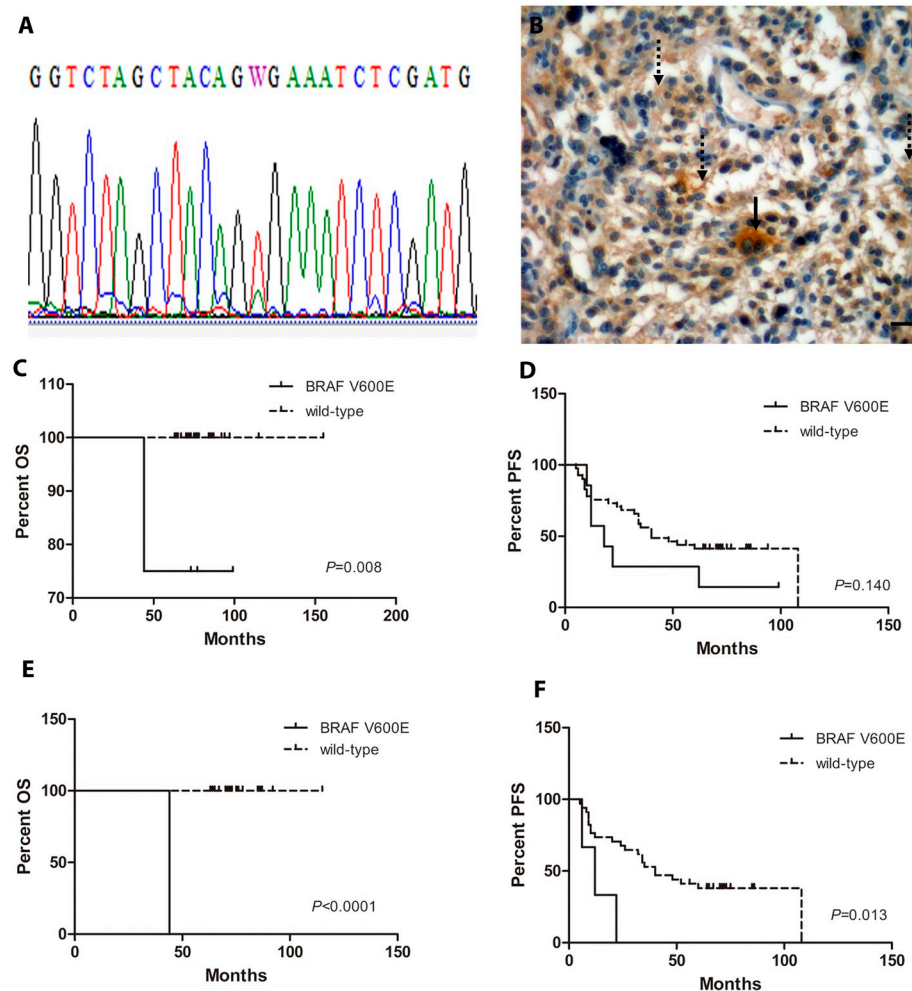 A
GGTCTAGCTACAGWGAAATCTCGATG
B
C
BRAF V600E
wild-type
110
100
90
80
70
Percent OS
0
50
100
150
200
Months
P=0.008
D
BRAF V600E
wild-type
150
100
50
0
Percent PFS
0
50
100
150
Months
P=0.140
E
BRAF V600E
wild-type
150
100
50
0
Percent OS
0
50
100
150
Months
P<0.0001
F
BRAF V600E
wild-type
150
100
50
0
Percent PFS
0
50
100
150
Months
P=0.013